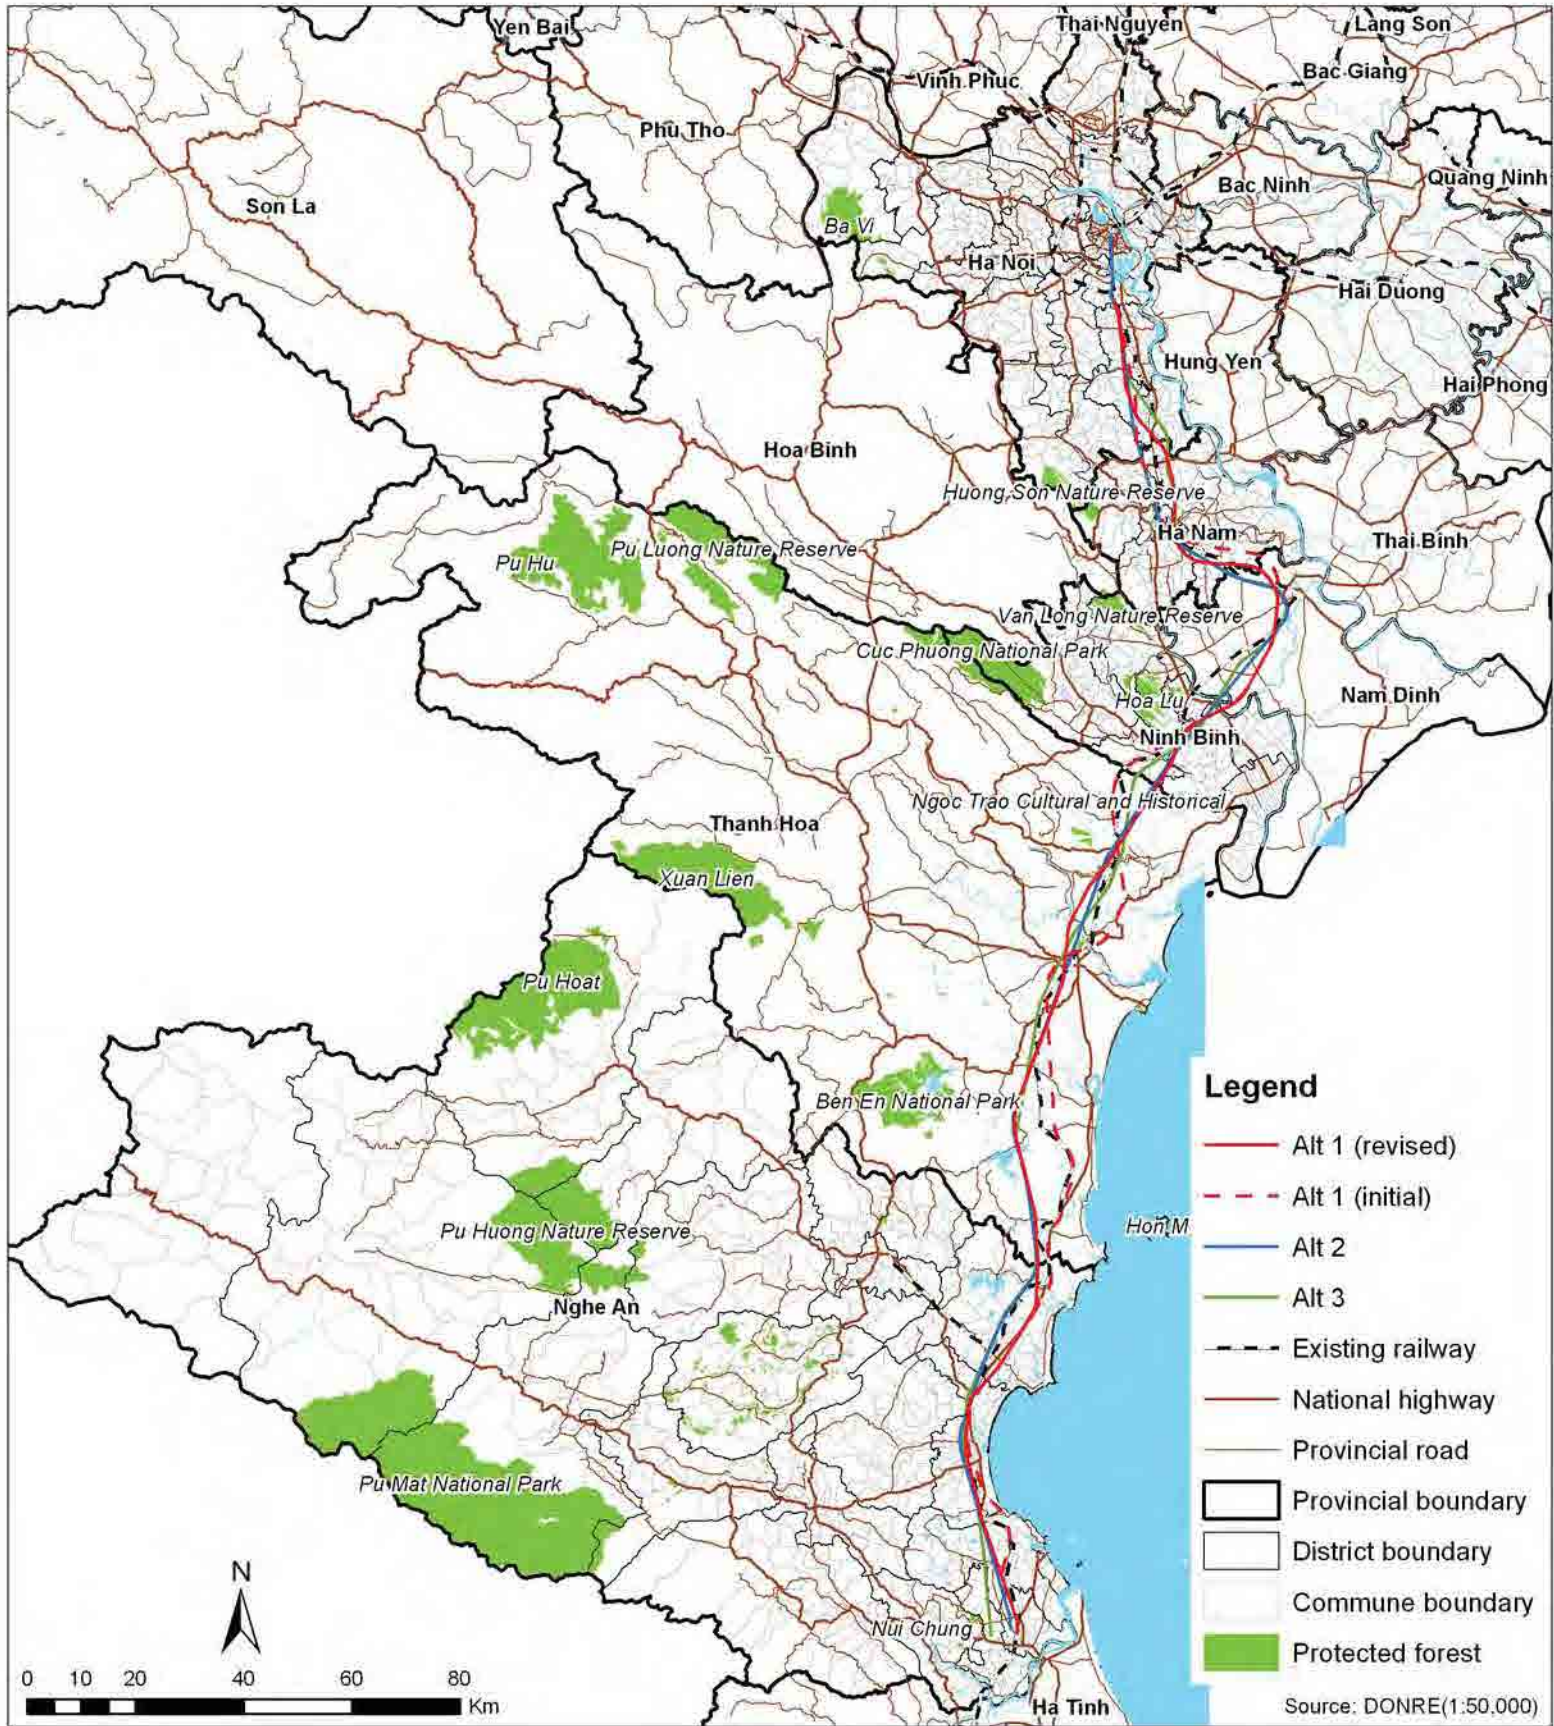 Yen Bai
Thai Nguyen
Lang Son
Vinh Phuc
Bac Giang
Phu Tho
Quang Ninh
Bac Ninh
Son La
Ba Vi
Ha Noi
Hai Duong
Hung Yen
Hai Phong
Hoa Binh
Huong Son Nature Reserve
Ha Nam
Thai Binh
Pu Luong Nature Reserve
Pu Hu
Van Long Nature Reserve
Cuc Phuong National Park
Hoa Lu
Nam Dinh
Ninh Binh
Ngoc Trao Cultural and Historical
Thanh Hoa
Xuan Lien
Pu Hoat
Ben En National Park
Hon M
Pu Huong Nature Reserve
Nghe An
Pu Mat National Park
Nui Chung
Ha Tinh
N
0 10 20 40 60 80
Km
Legend
Alt 1 (revised)
Alt 1 (initial)
Alt 2
Alt 3
Existing railway
National highway
Provincial road
Provincial boundary
District boundary
Commune boundary
Protected forest
Source: DONRE(1:50.000)